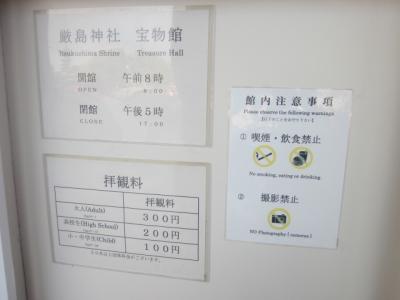 厳島神社 宝物館
Itsukushima Shrine Treasure Hall
開館 午前8時
OPEN 8:00
閉館 午後5時
CLOSE 17:00
拝観料
拝観料
大人(Adult) 300円
高校生(High School) 200円
小・中学生(Child) 100円
館内注意事項
Please observe the following warnings
① 喫煙・飲食禁止
No smoking, eating or drinking.
② 撮影禁止
NO Photography ( cameras )